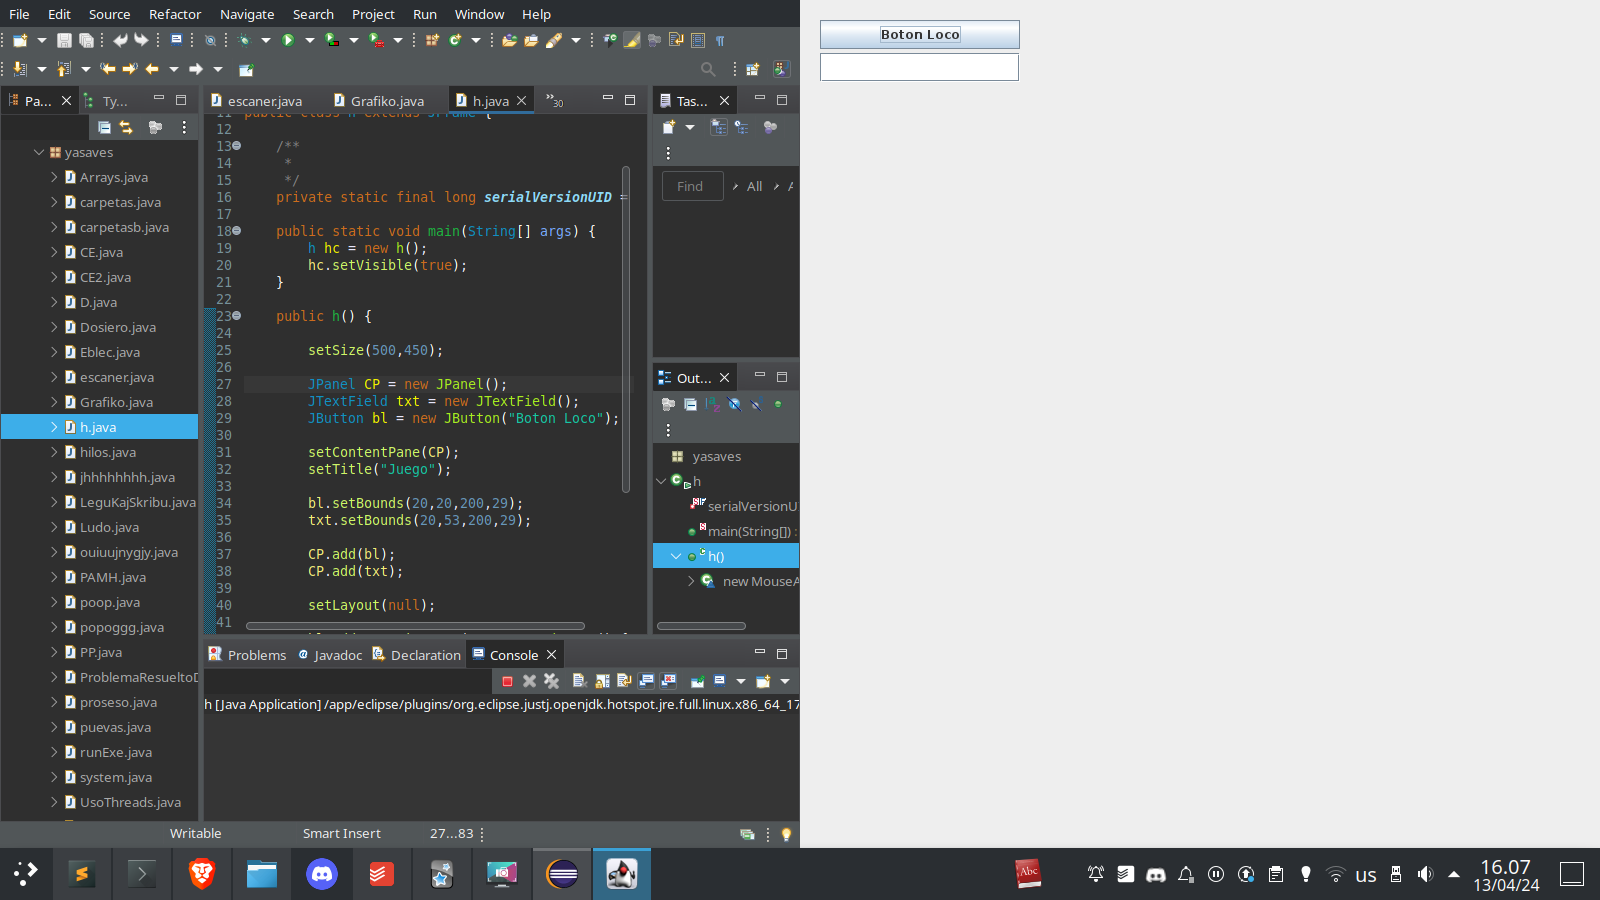 File Edit Source Refactor Navigate Search Project Run Window Help
Pa... Ty...
yasaves
Arrays.java
carpetas.java
carpetasb.java
CE.java
CE2.java
D.java
Dosiero.java
Eblec.java
escaner.java
Grafiko.java
h.java
hilos.java
jhhhhhhhh.java
LeguKajSkribu.java
Ludo.java
ouiuujnygjy.java
PAMH.java
poop.java
popoggg.java
PP.java
ProblemaResueltoD
proseso.java
puevas.java
runExe.java
system.java
UsoThreads.java
escaner.java Grafiko.java h.java »30
11 public class h extends JFrame {
12
13 /**
14 *
15 */
16 private static final long serialVersionUID =
17
18 public static void main(String[] args) {
19 h hc = new h();
20 hc.setVisible(true);
21 }
22
23 public h() {
24
25 setSize(500,450);
26
27 JPanel CP = new JPanel();
28 JTextField txt = new JTextField();
29 JButton bl = new JButton("Boton Loco");
30
31 setContentPane(CP);
32 setTitle("Juego");
33
34 bl.setBounds(20,20,200,29);
35 txt.setBounds(20,53,200,29);
36
37 CP.add(bl);
38 CP.add(txt);
39
40 setLayout(null);
41
Tas...
Find All
Out...
yasaves
h
serialVersionU
main(String[]) :
h()
new MouseA
Problems Javadoc Declaration Console
h [Java Application] /app/eclipse/plugins/org.eclipse.justj.openjdk.hotspot.jre.full.linux.x86_64_17
Writable Smart Insert 27...83
Boton Loco
Abc
us
16.07
13/04/24